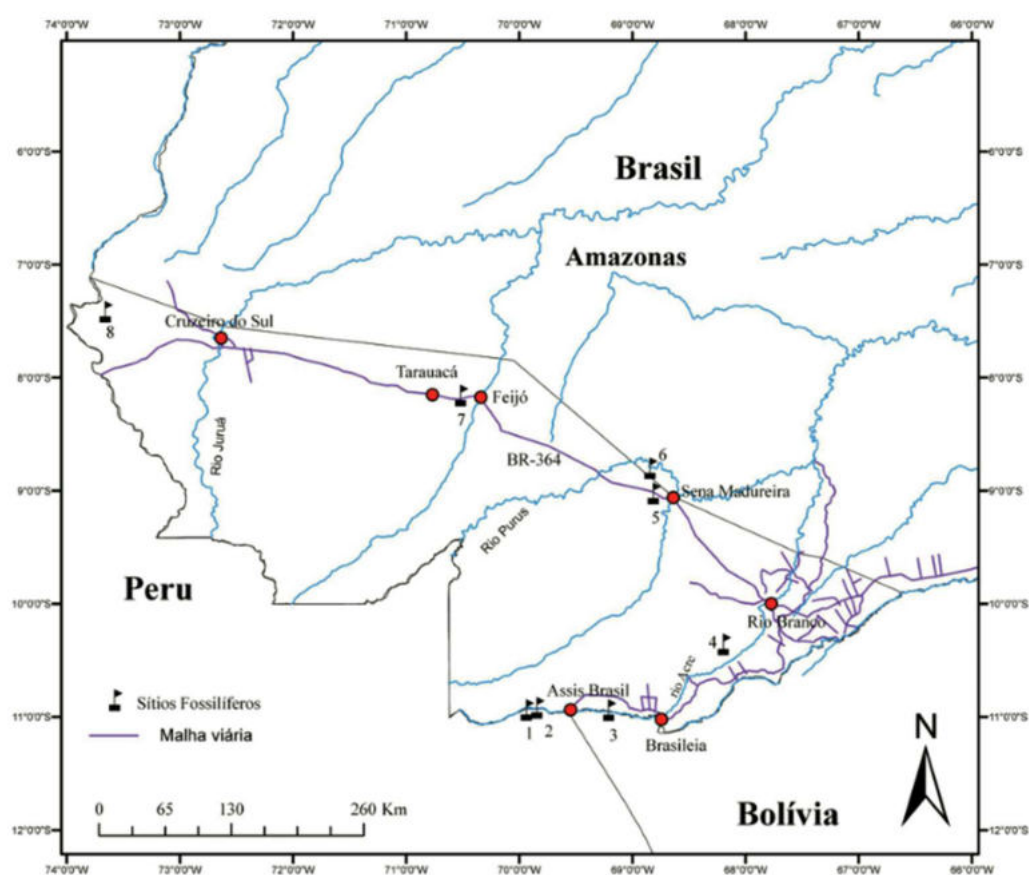 74°0'0"W 73°0'0"W 72°0'0"W 71°0'0"W 70°0'0"W 69°0'0"W 68°0'0"W 67°0'0"W 66°0'0"W
6°0'0"S
6°0'0"S
Brasil
Amazonas
7°0'0"S
7°0'0"S
8
Cruzeiro do Sul
Tarauacá
8°0'0"S
8°0'0"S
7
Feijó
Rio Juruá
BR-364
6
5
Sena Madureira
9°0'0"S
9°0'0"S
Rio Purus
Peru
10°0'0"S
10°0'0"S
Rio Branco
4
rio Acre
Sítios Fossilíferos
Assis Brasil
11°0'0"S
11°0'0"S
1
2
3
Brasileia
Malha viária
N
0 65 130 260 Km
Bolívia
12°0'0"S
12°0'0"S
74°0'0"W 73°0'0"W 72°0'0"W 71°0'0"W 70°0'0"W 69°0'0"W 68°0'0"W 67°0'0"W 66°0'0"W